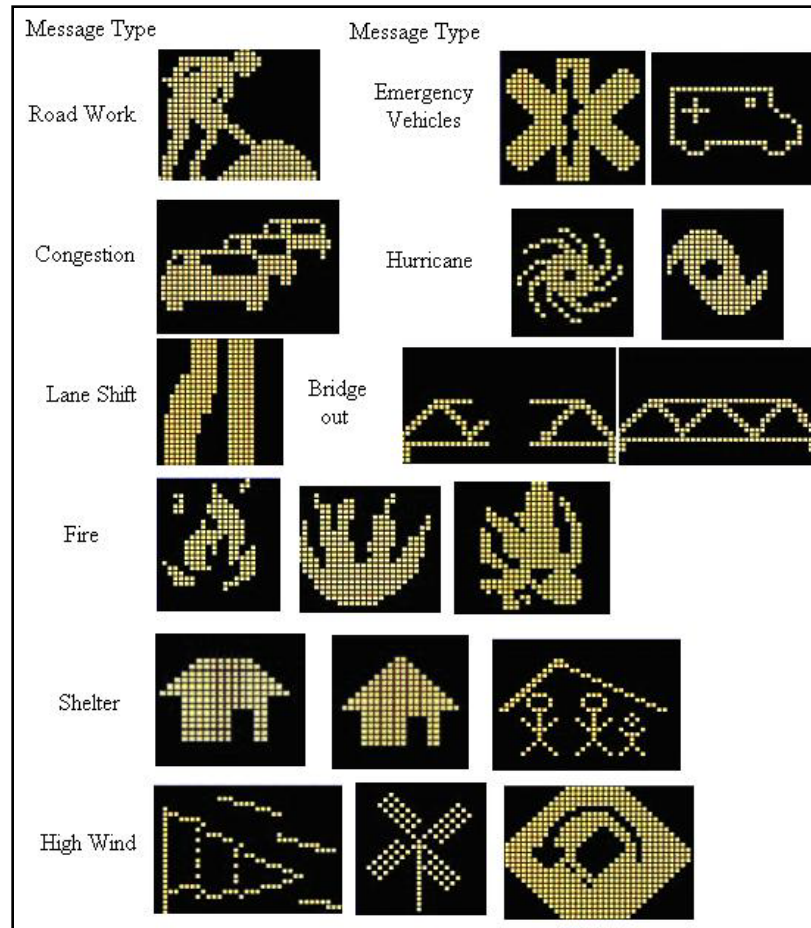 Message Type
Message Type
Road Work
Emergency
Vehicles
Congestion
Hurricane
Lane Shift
Bridge
out
Fire
Shelter
High Wind